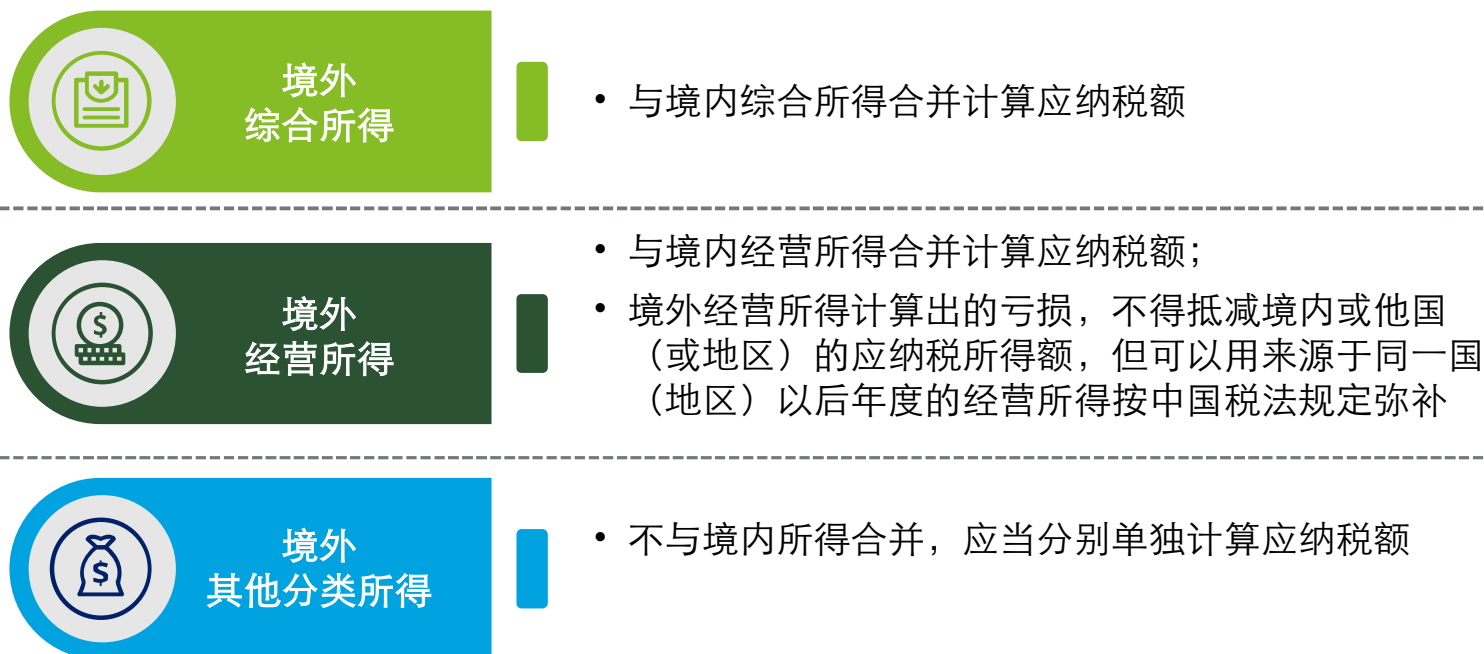 境外
综合所得
• 与境内综合所得合并计算应纳税额
境外
经营所得
• 与境内经营所得合并计算应纳税额；
• 境外经营所得计算出的亏损，不得抵减境内或他国
（或地区）的应纳税所得额，但可以用来源于同一国
（地区）以后年度的经营所得按中国税法规定弥补
境外
其他分类所得
• 不与境内所得合并，应当分别单独计算应纳税额